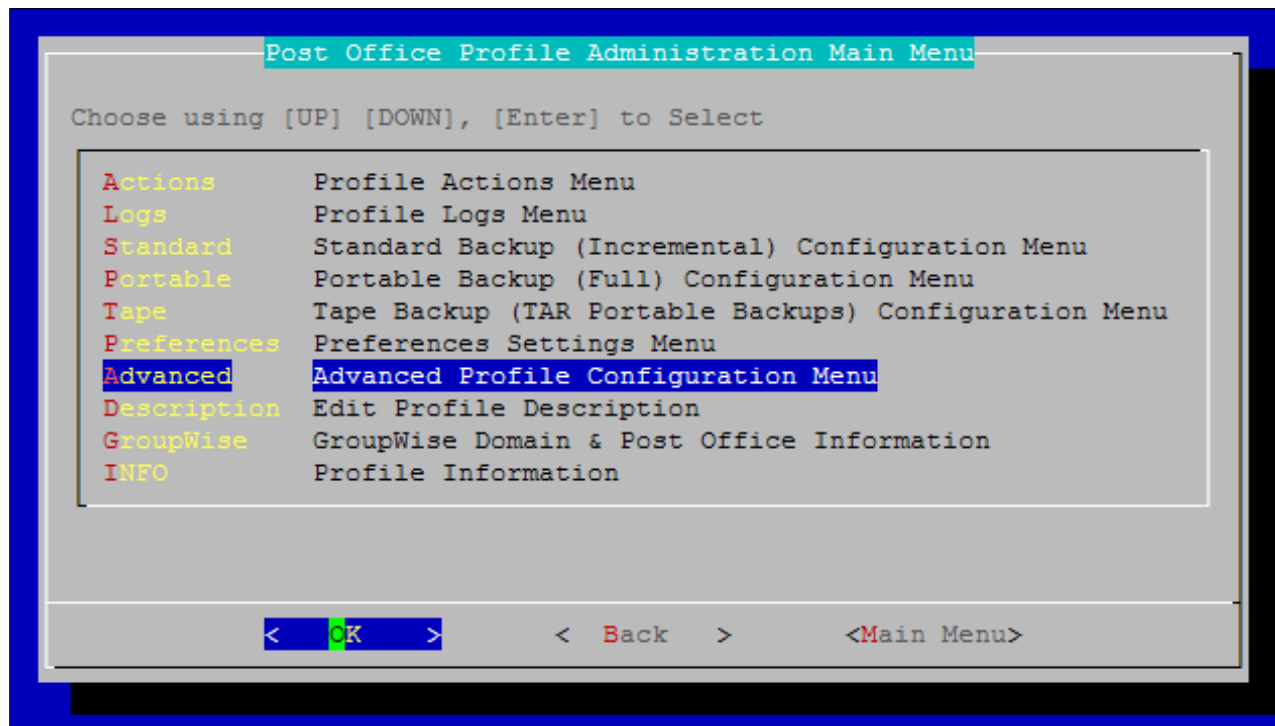 Post Office Profile Administration Main Menu
Choose using [UP] [DOWN], [Enter] to Select
Actions Profile Actions Menu
Logs Profile Logs Menu
Standard Standard Backup (Incremental) Configuration Menu
Portable Portable Backup (Full) Configuration Menu
Tape Tape Backup (TAR Portable Backups) Configuration Menu
Preferences Preferences Settings Menu
Advanced Advanced Profile Configuration Menu
Description Edit Profile Description
GroupWise GroupWise Domain & Post Office Information
INFO Profile Information
< OK > < Back > <Main Menu>